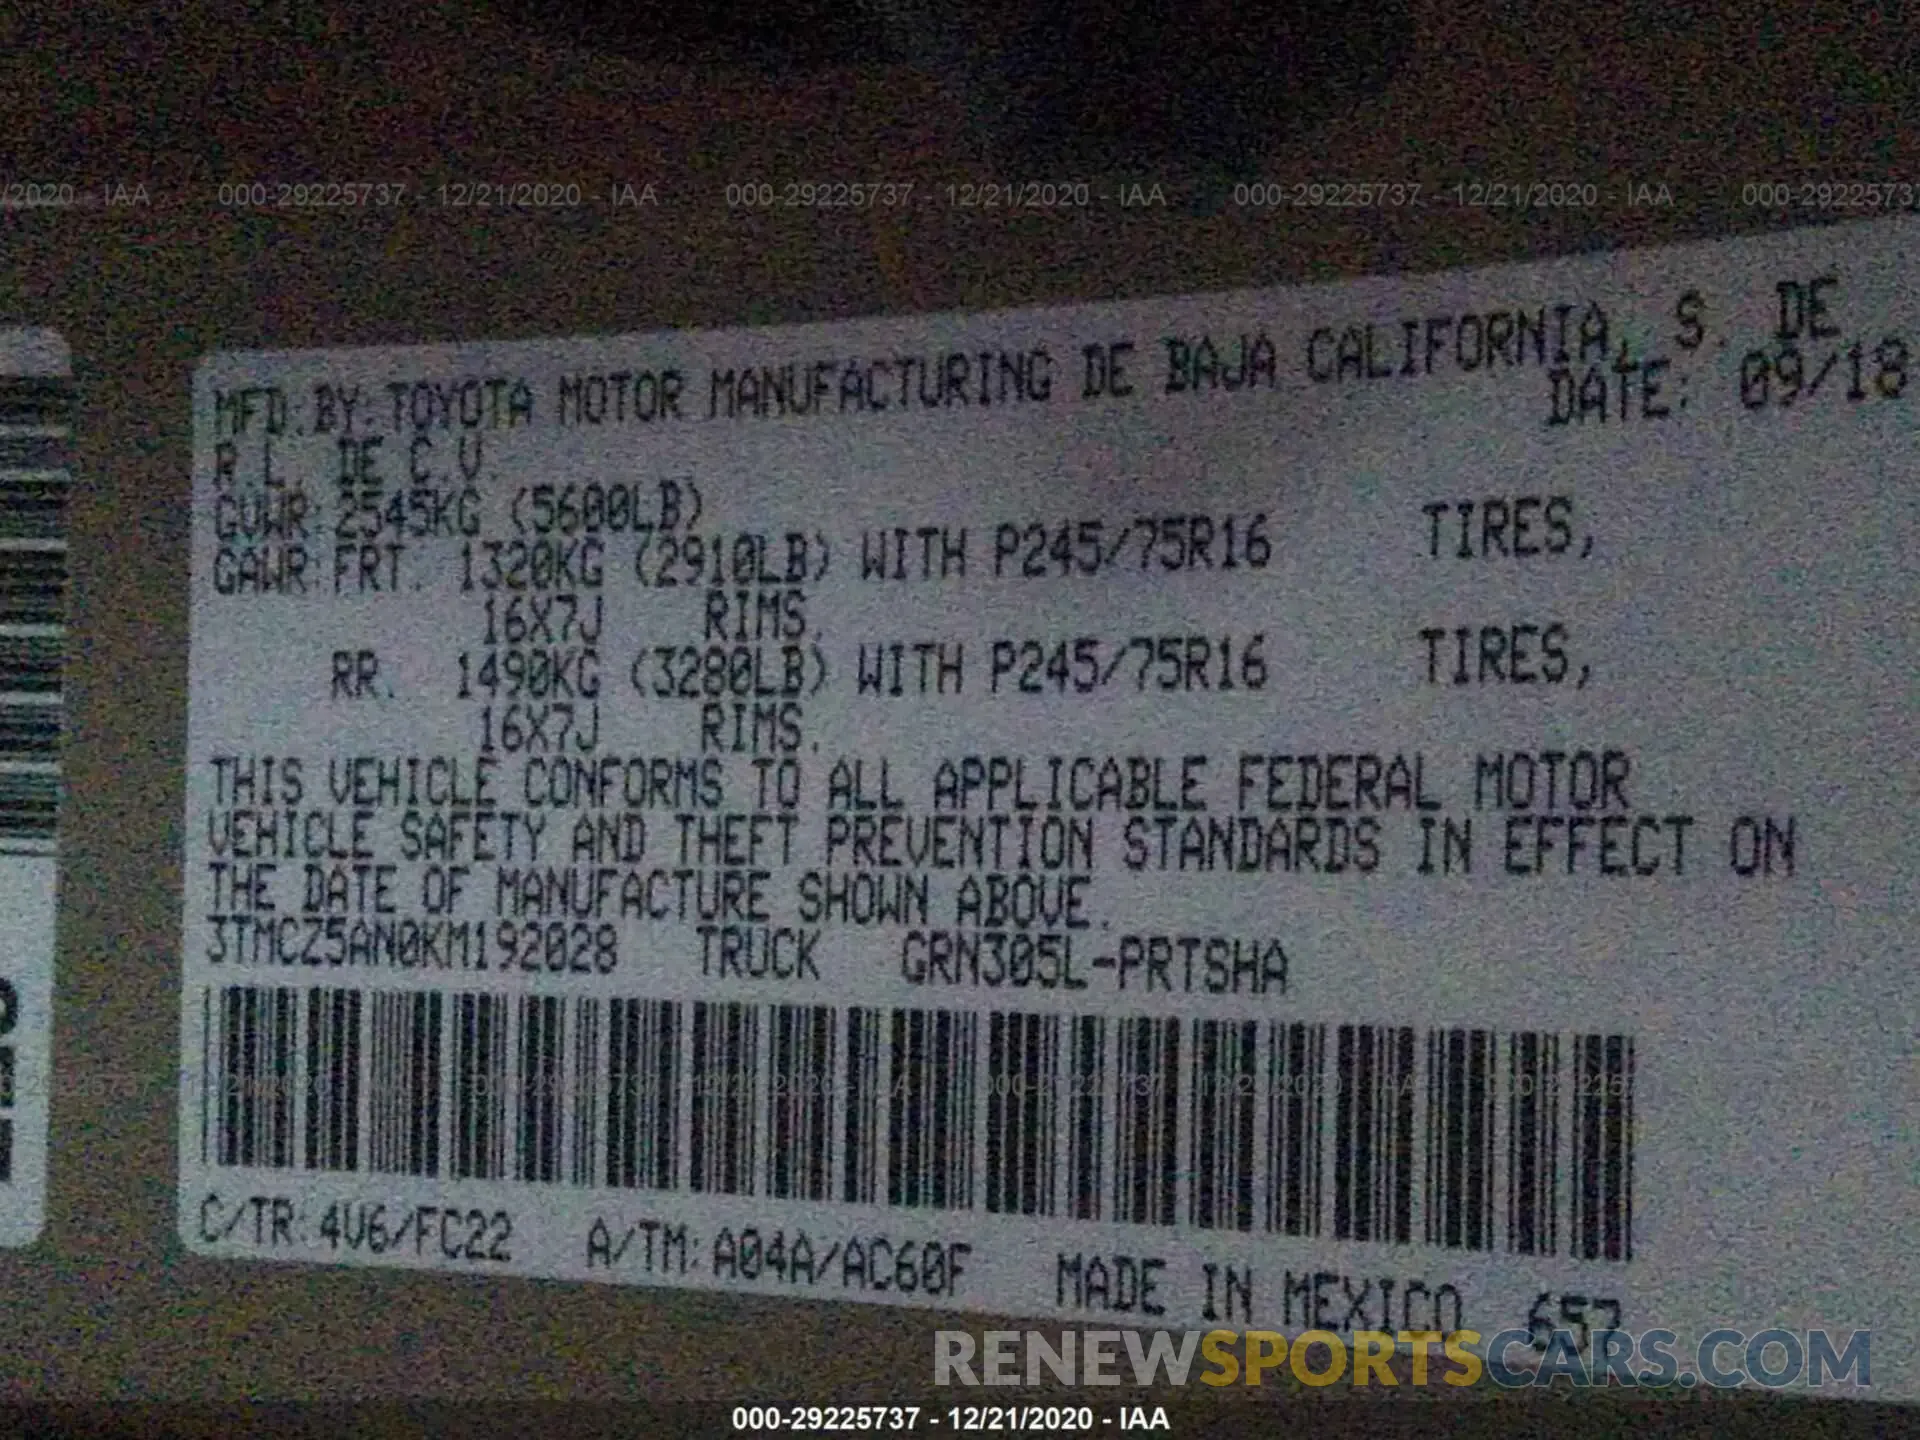 /2020 - IAA 000-29225737 - 12/21/2020 - IAA 000-29225737 - 12/21/2020 - IAA 000-29225737 - 12/21/2020 - IAA 000-2922573
MFD. BY: TOYOTA MOTOR MANUFACTURING DE BAJA CALIFORNIA, S. DE
R.L. DE C.V. DATE: 09/18
GVWR: 2545KG (5600LB)
GAWR: FRT. 1320KG (2910LB) WITH P245/75R16 TIRES,
16X7J RIMS.
RR. 1490KG (3280LB) WITH P245/75R16 TIRES,
16X7J RIMS.
THIS VEHICLE CONFORMS TO ALL APPLICABLE FEDERAL MOTOR
VEHICLE SAFETY AND THEFT PREVENTION STANDARDS IN EFFECT ON
THE DATE OF MANUFACTURE SHOWN ABOVE.
3TMCZ5AN0KM192028 TRUCK GRN305L-PRTSHA
C/TR: 4V6/FC22 A/TM: A04A/AC60F MADE IN MEXICO 657
RENEWSPORTSCARS.COM
000-29225737 - 12/21/2020 - IAA